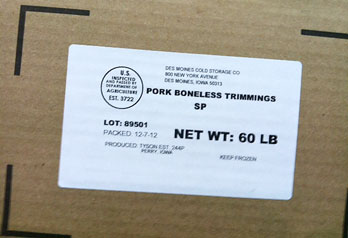 U.S.
INSPECTED
AND PASSED BY
DEPARTMENT OF
AGRICULTURE
EST. 3722
DES MOINES COLD STORAGE CO
800 NEW YORK AVENUE
DES MOINES, IOWA 50313
PORK BONELESS TRIMMINGS
SP
LOT: 89501
PACKED: 12-7-12
NET WT: 60 LB
PRODUCED: TYSON EST. 244P
PERRY, IOWA
KEEP FROZEN